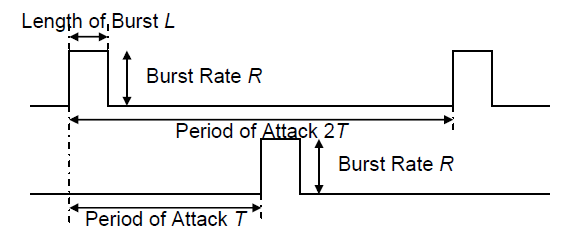 Length of Burst L
Burst Rate R
Period of Attack 2T
Burst Rate R
Period of Attack T